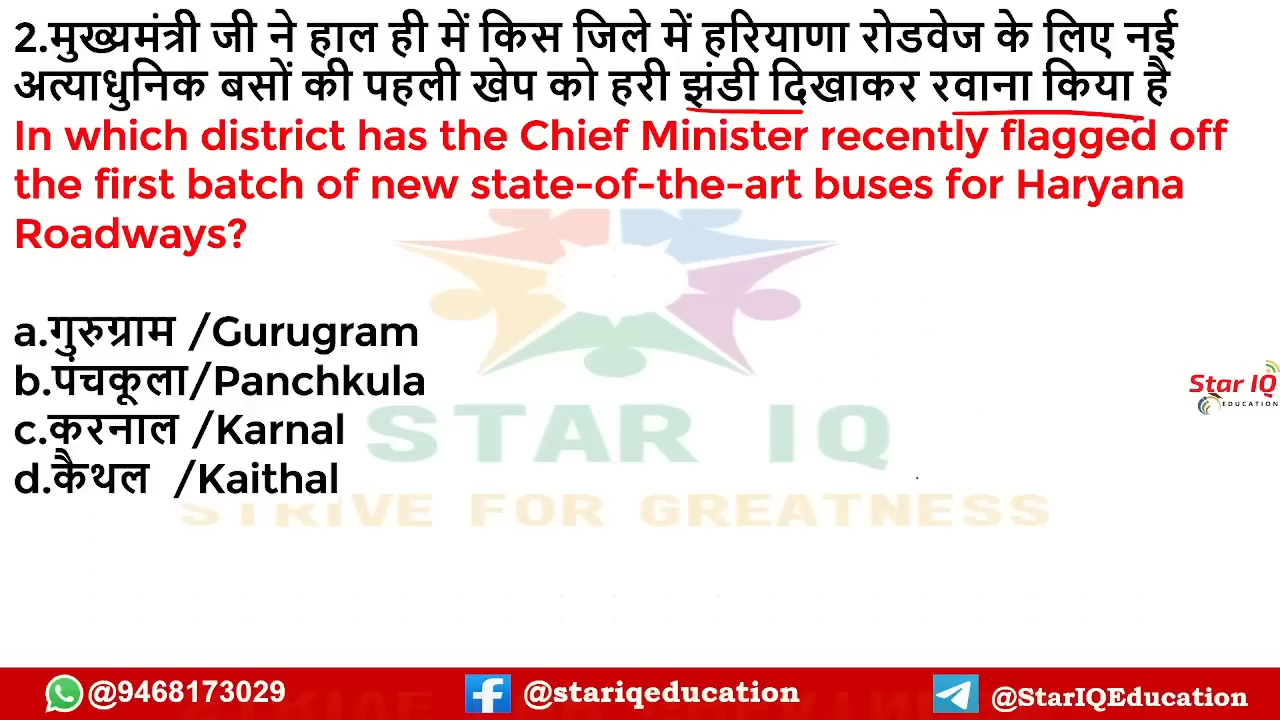 2.मुख्यमंत्री जी ने हाल ही में किस जिले में हरियाणा रोडवेज के लिए नई
अत्याधुनिक बसों की पहली खेप को हरी झंडी दिखाकर रवाना किया है
In which district has the Chief Minister recently flagged off
the first batch of new state-of-the-art buses for Haryana
Roadways?
a.गुरुग्राम /Gurugram
b.पंचकूला/Panchkula
c.करनाल /Karnal
d.कैथल /Kaithal
STAR IQ
STRIVE FOR GREATNESS
Star IQ
EDUCATION
@9468173029 @stariqeducation @StarIQEducation